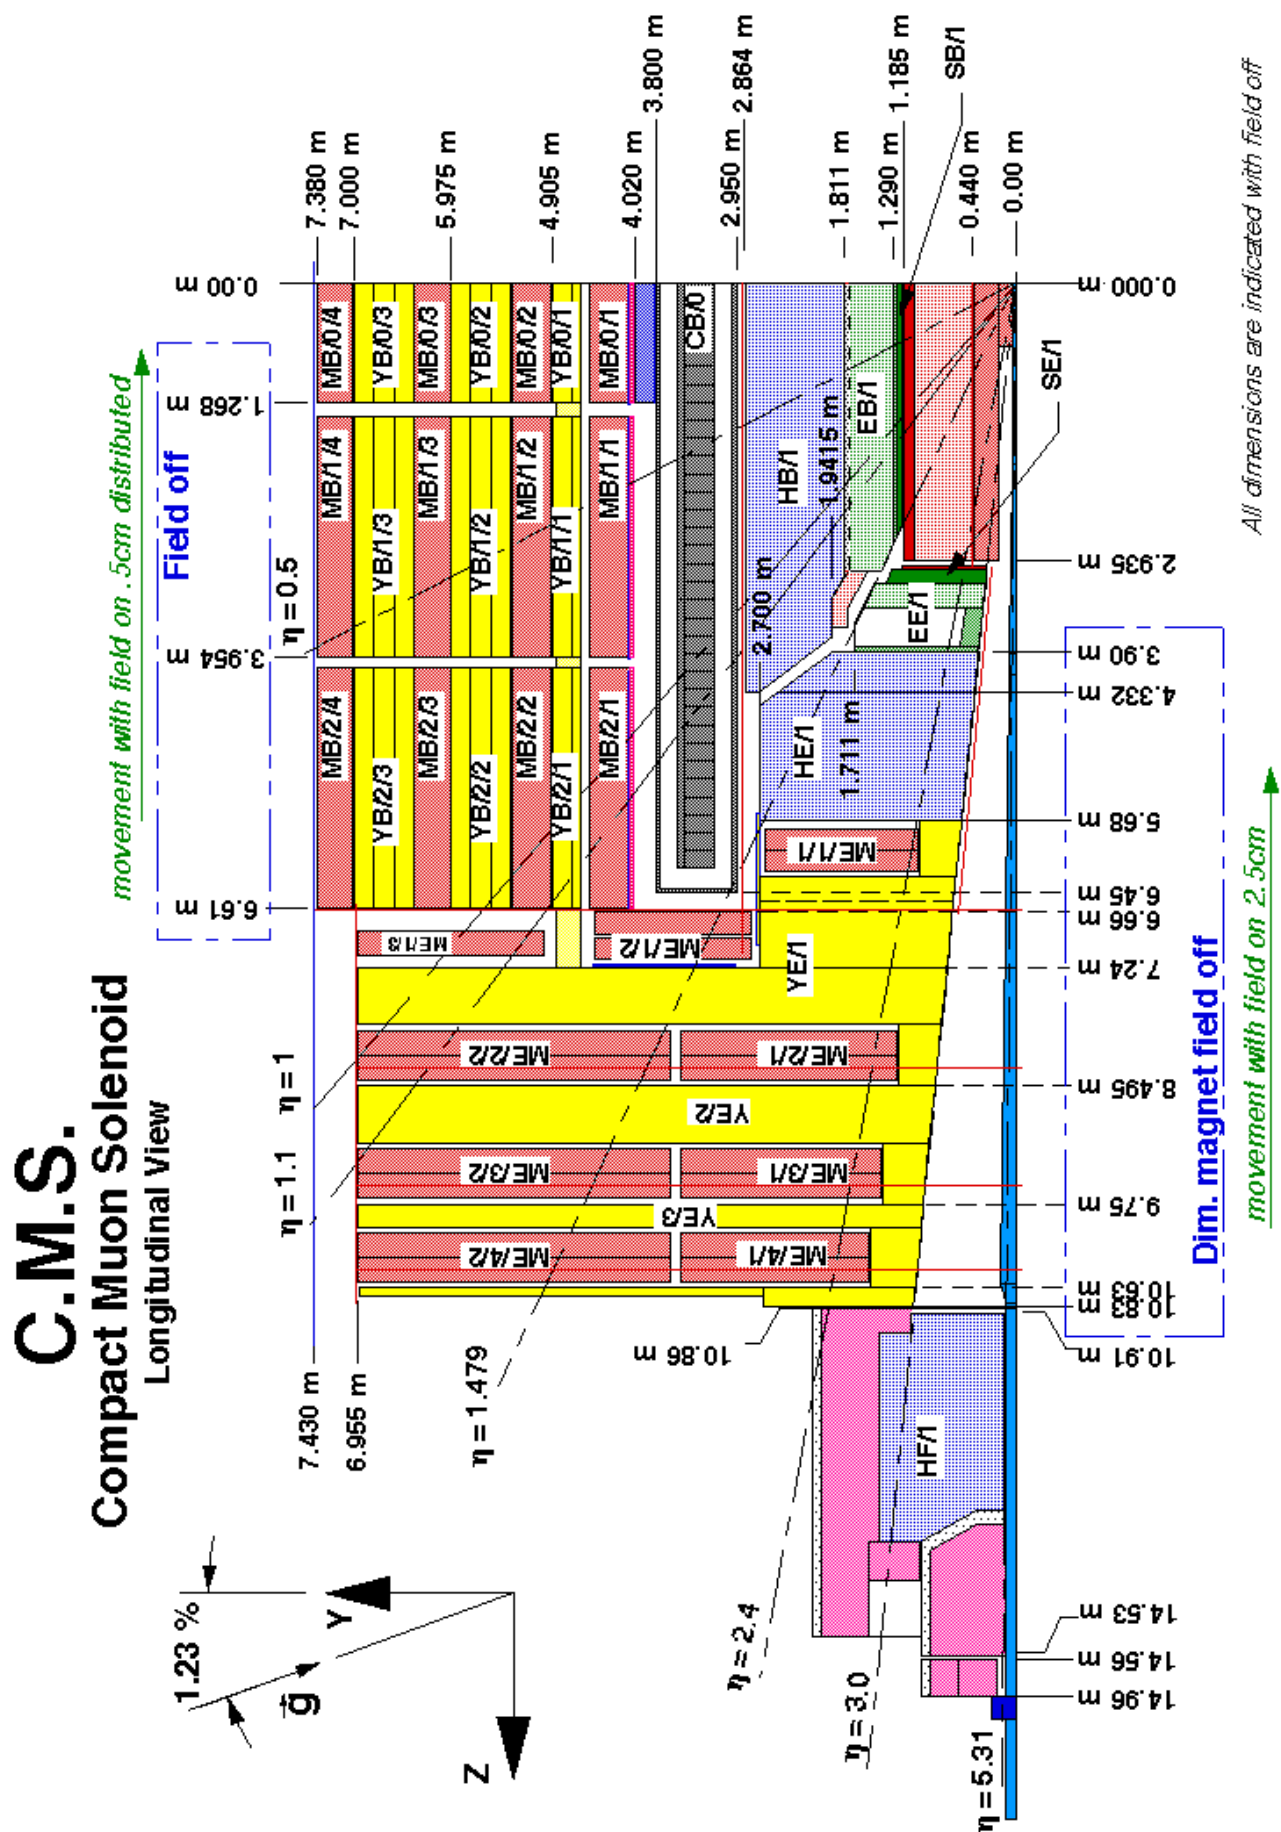 C.M.S.
Compact Muon Solenoid
Longitudinal View
movement with field on .5cm distributed
Field off
0.00 m
1.268 m
3.954 m
6.61 m
7.380 m
7.000 m
5.975 m
4.905 m
4.020 m
3.800 m
2.950 m
2.864 m
1.811 m
1.290 m
1.185 m
0.440 m
0.00 m
SB/1
SE/1
η = 0.5
η = 1
η = 1.1
η = 1.479
η = 2.4
η = 3.0
η = 5.31
MB/0/4
YB/0/3
MB/0/3
YB/0/2
MB/0/2
YB/0/1
MB/0/1
MB/1/4
YB/1/3
MB/1/3
YB/1/2
MB/1/2
YB/1/1
MB/1/1
MB/2/4
YB/2/3
MB/2/3
YB/2/2
MB/2/2
YB/2/1
MB/2/1
CB/0
HB/1
EB/1
1.9415 m
2.700 m
EE/1
HE/1
1.711 m
ME/1/1
ME/1/2
ME/1/3
YE/1
ME/2/2
ME/2/1
YE/2
ME/3/2
ME/3/1
YE/3
ME/4/2
ME/4/1
HF/1
7.430 m
6.955 m
10.86 m
0.000 m
2.935 m
3.90 m
4.332 m
5.68 m
6.45 m
6.66 m
7.24 m
8.495 m
9.75 m
10.63 m
10.83 m
10.91 m
14.53 m
14.56 m
14.96 m
Dim. magnet field off
movement with field on 2.5cm
All dimensions are indicated with field off
1.23 %
g
Y
Z